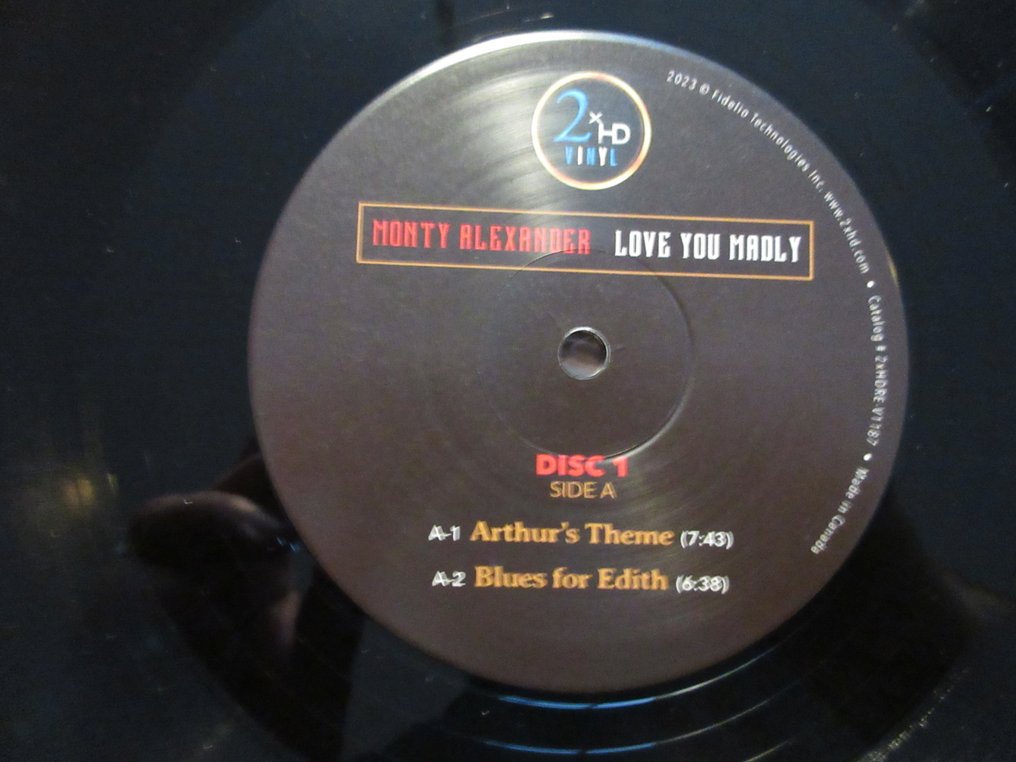 2xHD
VINYL
MONTY ALEXANDER LOVE YOU MADLY
DISC 1
SIDE A
A-1 Arthur's Theme (7:43)
A-2 Blues for Edith (6:38)
2023 © Fidelio Technologies Inc. www.2xhd.com • Catalog # 2xHDRE-V1187 • Made in Canada